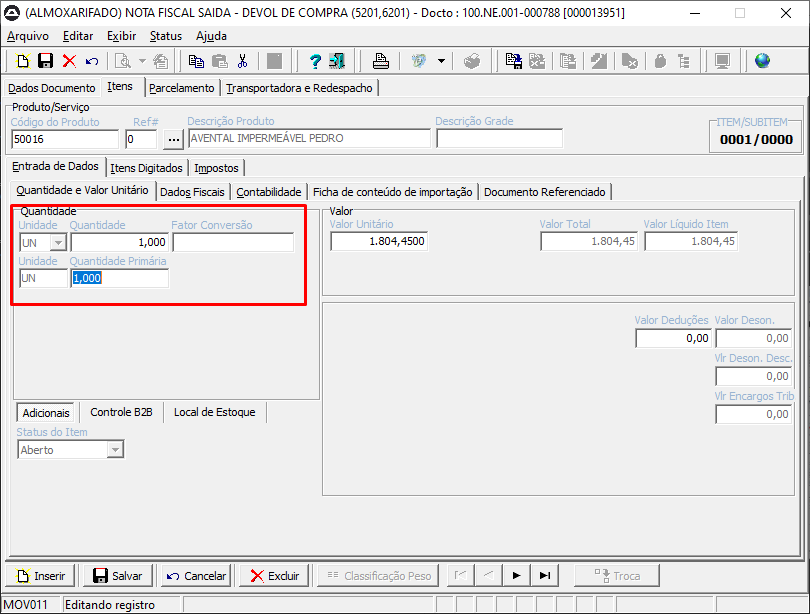 (ALMOXARIFADO) NOTA FISCAL SAIDA - DEVOL DE COMPRA (5201,6201) - Docto : 100.NE.001-000788 [000013951]
Arquivo Editar Exibir Status Ajuda
Dados Documento Itens Parcelamento Transportadora e Redespacho
Produto/Serviço
Código do Produto Ref# Descrição Produto Descrição Grade ITEM/SUBITEM
50016 0 ... AVENTAL IMPERMEÁVEL PEDRO 0001/0000
Entrada de Dados Itens Digitados Impostos
Quantidade e Valor Unitário Dados Fiscais Contabilidade Ficha de conteúdo de importação Documento Referenciado
Quantidade Valor
Unidade Quantidade Fator Conversão Valor Unitário Valor Total Valor Líquido Item
UN 1,000 1.804,4500 1.804,45 1.804,45
Unidade Quantidade Primária
UN 1,000
Valor Deduções Valor Deson.
0,00 0,00
Vlr Deson. Desc.
0,00
Vlr Encargos Trib
0,00
Adicionais Controle B2B Local de Estoque
Status do Item
Aberto
Inserir Salvar Cancelar Excluir Classificação Peso Troca
MOV011 Editando registro